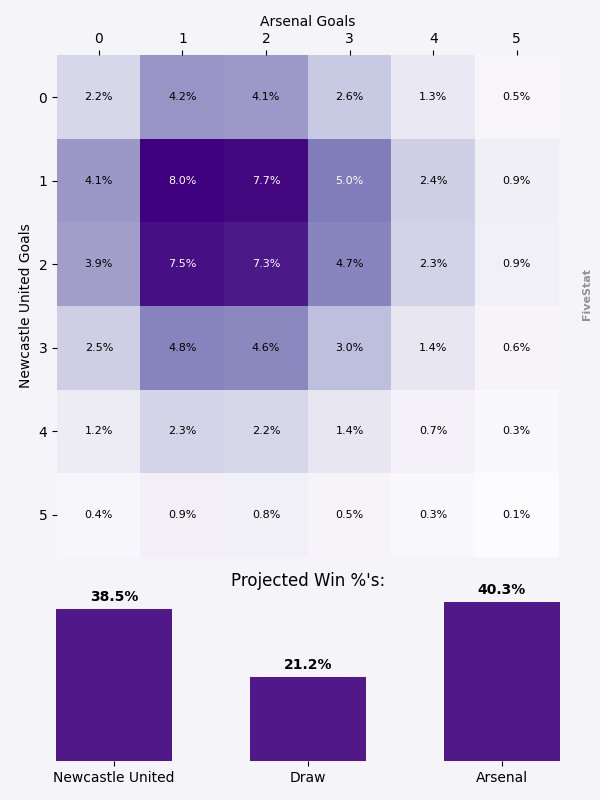 Arsenal Goals
0 1 2 3 4 5
0 2.2% 4.2% 4.1% 2.6% 1.3% 0.5%
1 4.1% 8.0% 7.7% 5.0% 2.4% 0.9%
2 3.9% 7.5% 7.3% 4.7% 2.3% 0.9%
3 2.5% 4.8% 4.6% 3.0% 1.4% 0.6%
4 1.2% 2.3% 2.2% 1.4% 0.7% 0.3%
5 0.4% 0.9% 0.8% 0.5% 0.3% 0.1%
Newcastle United Goals
FiveStat
Projected Win %'s:
38.5% 21.2% 40.3%
Newcastle United Draw Arsenal